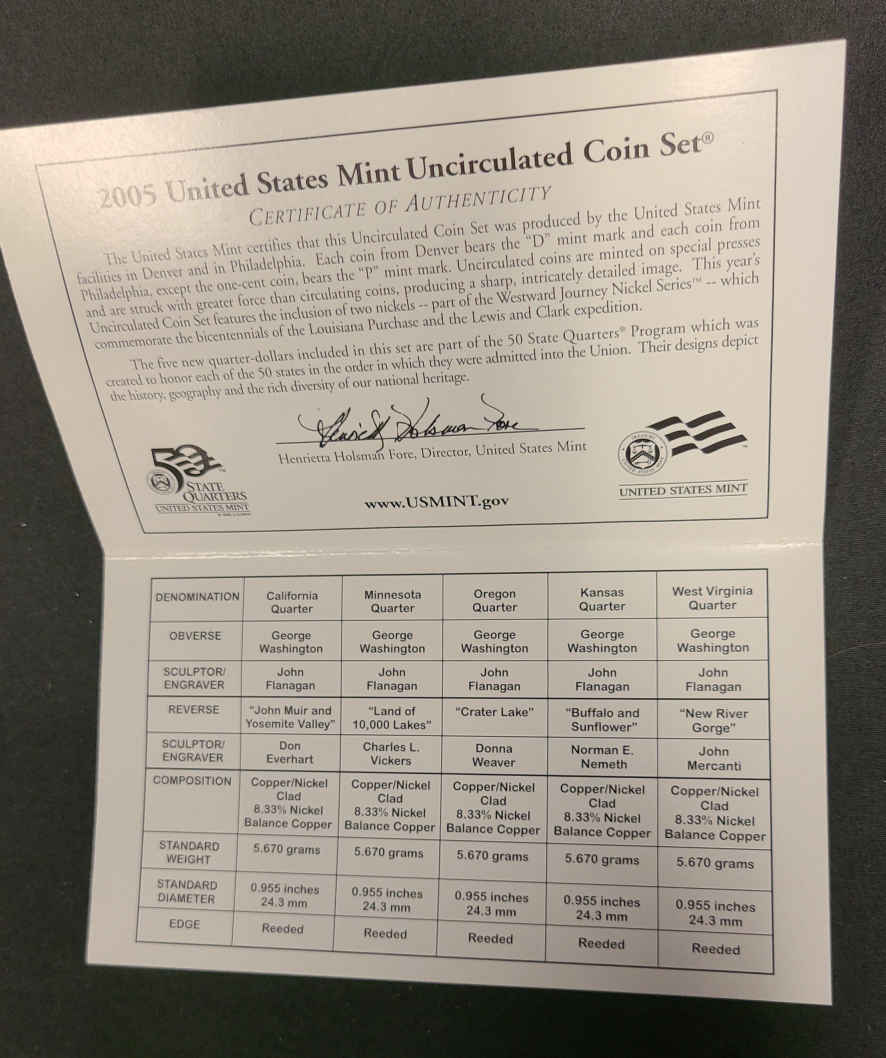 2005 United States Mint Uncirculated Coin Set®
CERTIFICATE OF AUTHENTICITY
The United States Mint certifies that this Uncirculated Coin Set was produced by the United States Mint
facilities in Denver and in Philadelphia. Each coin from Denver bears the "D" mint mark and each coin from
Philadelphia, except the one-cent coin, bears the "P" mint mark. Uncirculated coins are minted on special presses
and are struck with greater force than circulating coins, producing a sharp, intricately detailed image. This year's
Uncirculated Coin Set features the inclusion of two nickels -- part of the Westward Journey Nickel Series™ -- which
commemorate the bicentennials of the Louisiana Purchase and the Lewis and Clark expedition.
The five new quarter-dollars included in this set are part of the 50 State Quarters® Program which was
created to honor each of the 50 states in the order in which they were admitted into the Union. Their designs depict
the history, geography and the rich diversity of our national heritage.
Henrietta Holsman Fore
Henrietta Holsman Fore, Director, United States Mint
50
STATE
QUARTERS
UNITED STATES MINT
www.USMINT.gov
UNITED STATES MINT
DENOMINATION California Quarter Minnesota Quarter Oregon Quarter Kansas Quarter West Virginia Quarter
OBVERSE George Washington George Washington George Washington George Washington George Washington
SCULPTOR/ ENGRAVER John Flanagan John Flanagan John Flanagan John Flanagan John Flanagan
REVERSE "John Muir and Yosemite Valley" "Land of 10,000 Lakes" "Crater Lake" "Buffalo and Sunflower" "New River Gorge"
SCULPTOR/ ENGRAVER Don Everhart Charles L. Vickers Donna Weaver Norman E. Nemeth John Mercanti
COMPOSITION Copper/Nickel Clad 8.33% Nickel Balance Copper Copper/Nickel Clad 8.33% Nickel Balance Copper Copper/Nickel Clad 8.33% Nickel Balance Copper Copper/Nickel Clad 8.33% Nickel Balance Copper Copper/Nickel Clad 8.33% Nickel Balance Copper
STANDARD WEIGHT 5.670 grams 5.670 grams 5.670 grams 5.670 grams 5.670 grams
STANDARD DIAMETER 0.955 inches 24.3 mm 0.955 inches 24.3 mm 0.955 inches 24.3 mm 0.955 inches 24.3 mm 0.955 inches 24.3 mm
EDGE Reeded Reeded Reeded Reeded Reeded